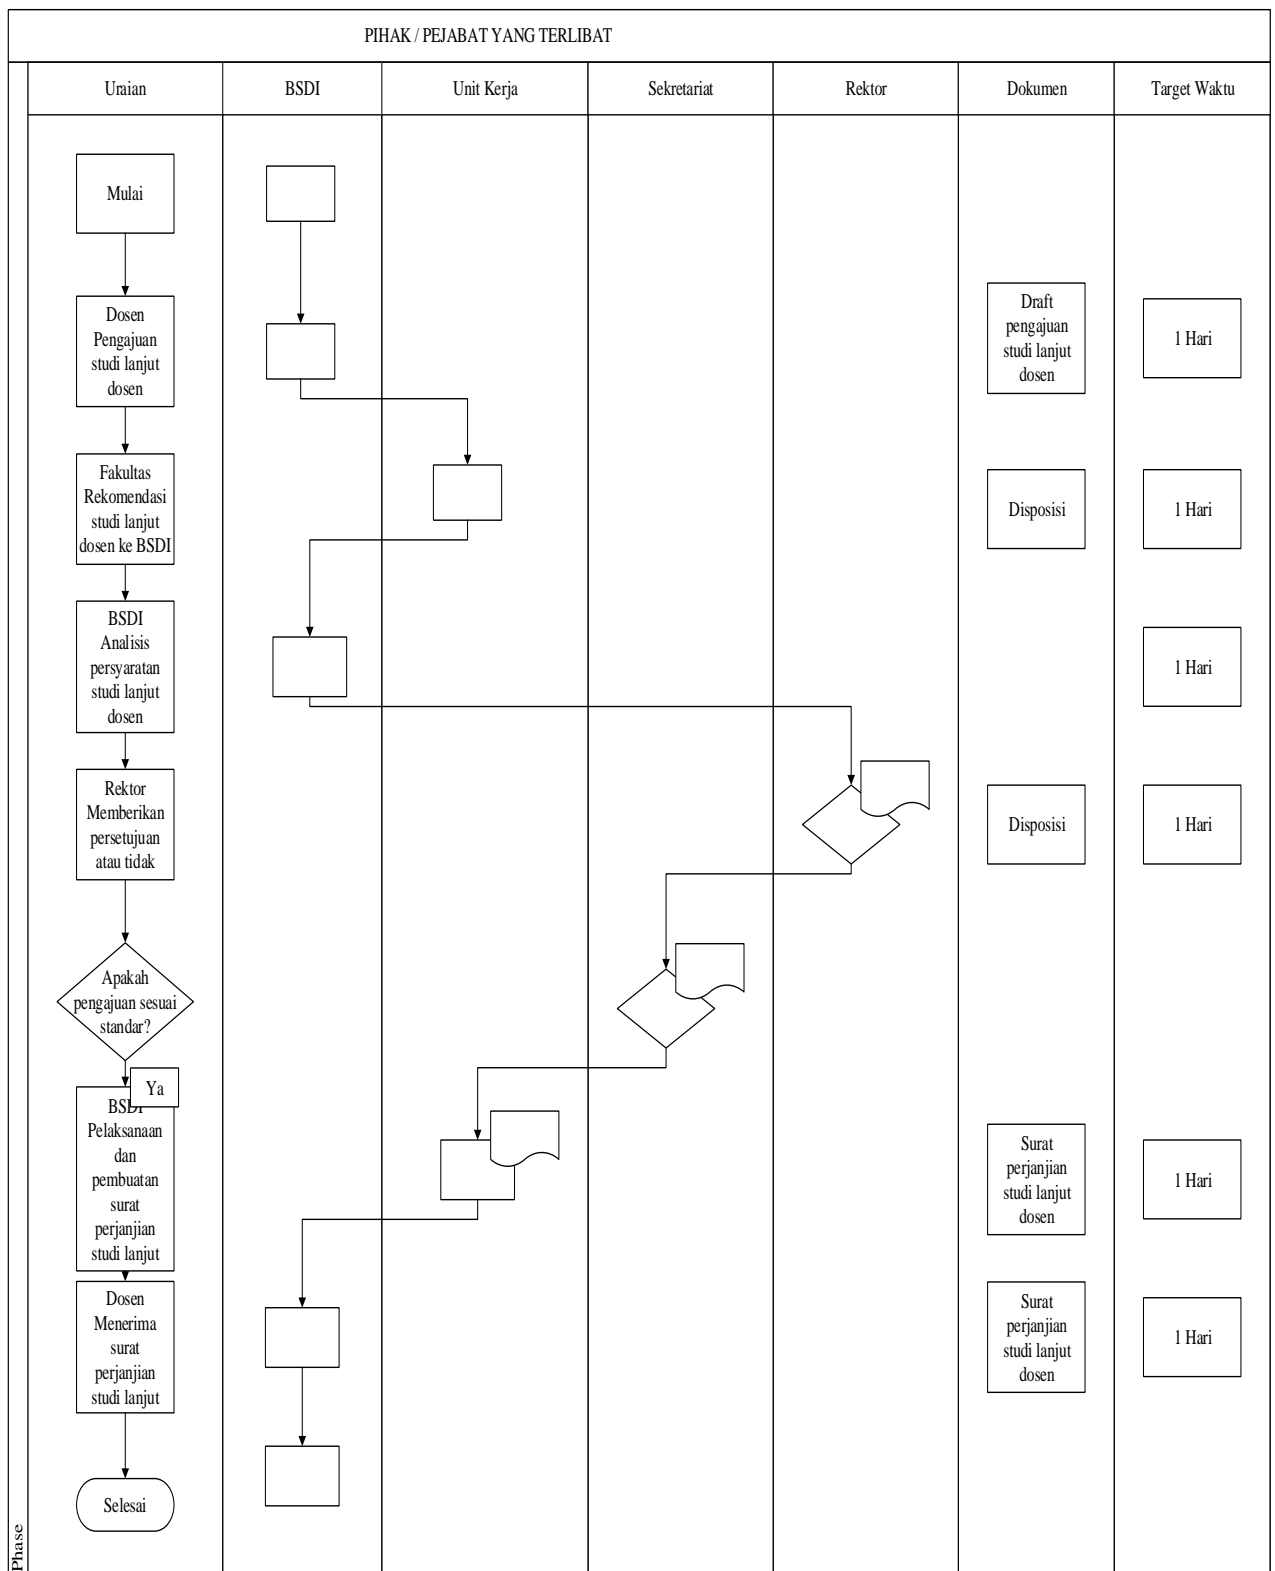 PIHAK / PEJABAT YANG TERLIBAT
Uraian
BSDI
Unit Kerja
Sekretariat
Rektor
Dokumen
Target Waktu
Mulai
Dosen
Pengajuan
studi lanjut
dosen
Draft
pengajuan
studi lanjut
dosen
1 Hari
Fakultas
Rekomendasi
studi lanjut
dosen ke BSDI
Disposisi
1 Hari
BSDI
Analisis
persyaratan
studi lanjut
dosen
1 Hari
Rektor
Memberikan
persetujuan
atau tidak
Disposisi
1 Hari
Apakah
pengajuan sesuai
standar?
Ya
BSDI
Pelaksanaan
dan
pembuatan
surat
perjanjian
studi lanjut
Surat
perjanjian
studi lanjut
dosen
1 Hari
Dosen
Menerima
surat
perjanjian
studi lanjut
Surat
perjanjian
studi lanjut
dosen
1 Hari
Selesai
Phase